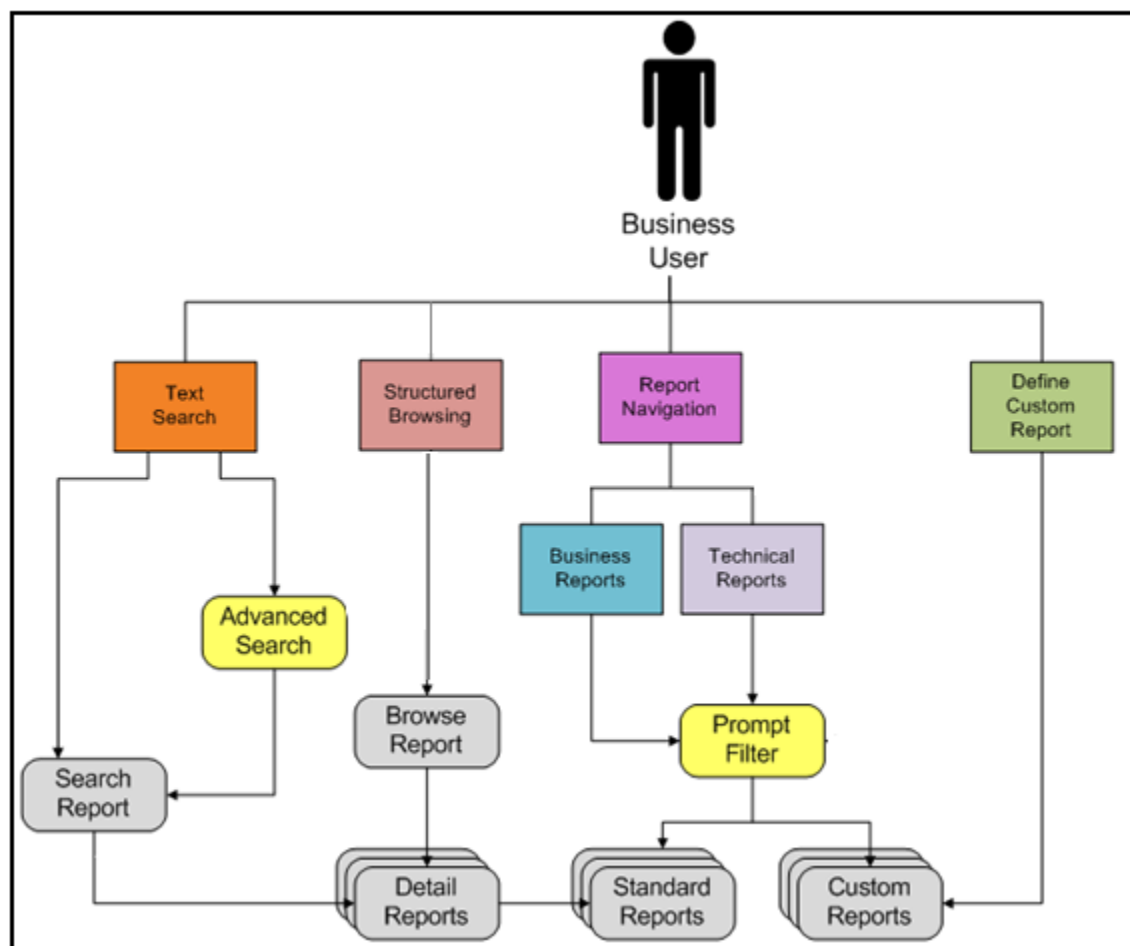 Business
User
Text
Search
Structured
Browsing
Report
Navigation
Define
Custom
Report
Business
Reports
Technical
Reports
Advanced
Search
Browse
Report
Prompt
Filter
Search
Report
Detail
Reports
Standard
Reports
Custom
Reports